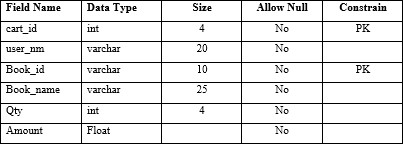 Field Name Data Type Size Allow Null Constrain
cart_id int 4 No PK
user_nm varchar 20 No
Book_id varchar 10 No PK
Book_name varchar 25 No
Qty int 4 No
Amount Float No